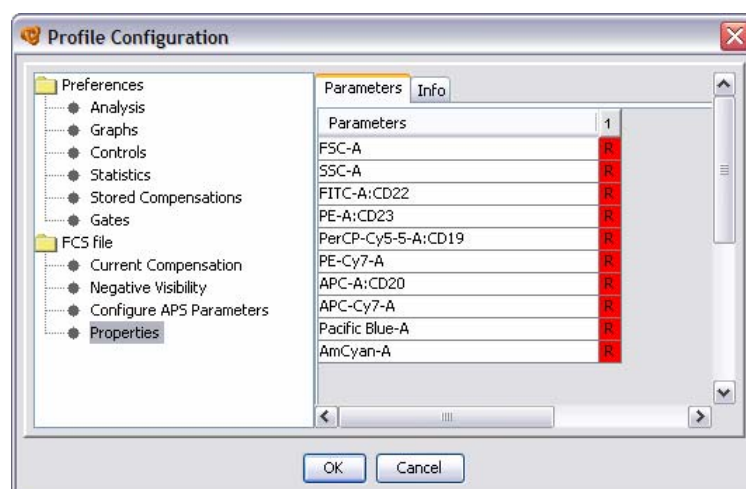 Profile Configuration
Preferences
Analysis
Graphs
Controls
Statistics
Stored Compensations
Gates
FCS file
Current Compensation
Negative Visibility
Configure APS Parameters
Properties
Parameters Info
Parameters 1
FSC-A R
SSC-A R
FITC-A:CD22 R
PE-A:CD23 R
PerCP-Cy5-5-A:CD19 R
PE-Cy7-A R
APC-A:CD20 R
APC-Cy7-A R
Pacific Blue-A R
AmCyan-A R
OK Cancel